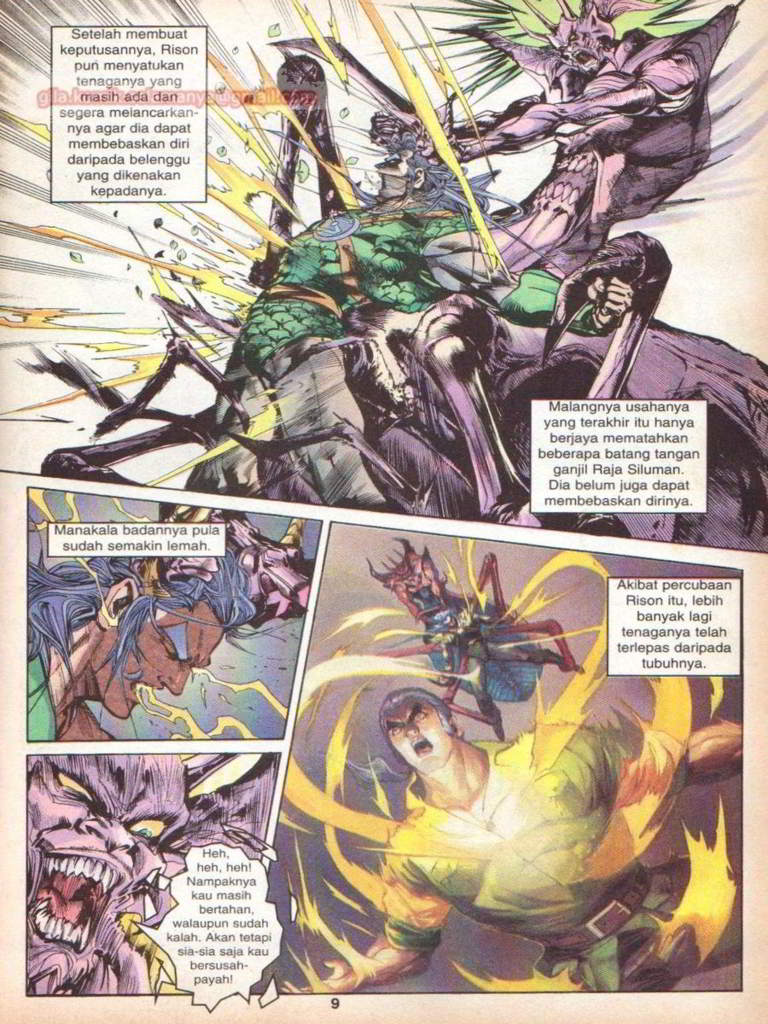 Setelah membuat
keputusannya, Rison
pun menyatukan
tenaganya yang
masih ada dan
segera melancarkan-
nya agar dia dapat
membebaskan diri
daripada belenggu
yang dikenakan
kepadanya.
Malangnya usahanya
yang terakhir itu hanya
berjaya mematahkan
beberapa batang tangan
ganjil Raja Siluman.
Dia belum juga dapat
membebaskan dirinya.
Manakala badannya pula
sudah semakin lemah.
Akibat percubaan
Rison itu, lebih
banyak lagi
tenaganya telah
terlepas daripada
tubuhnya.
Heh,
heh, heh!
Nampaknya
kau masih
bertahan,
walaupun sudah
kalah. Akan tetapi
sia-sia saja kau
bersusah-
payah!
9